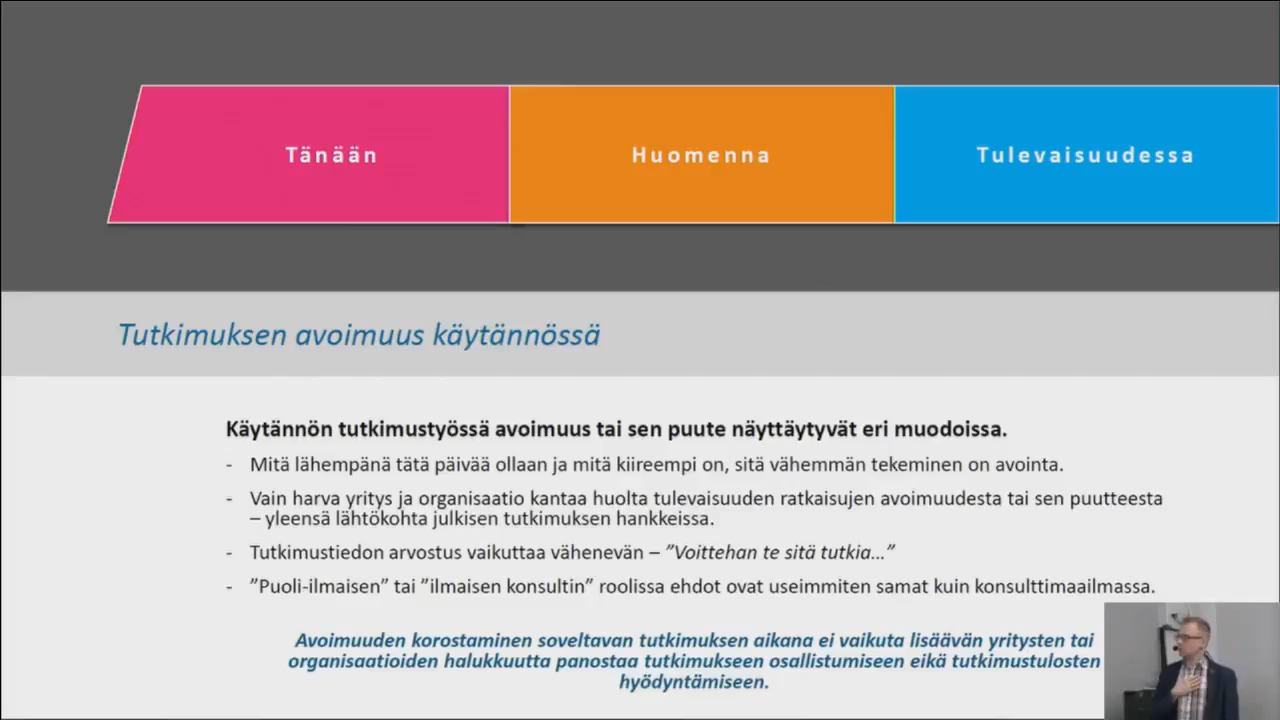 Tänään
Huomenna
Tulevaisuudessa
Tutkimuksen avoimuus käytännössä
Käytännön tutkimustyössä avoimuus tai sen puute näyttäytyvät eri muodoissa.
- Mitä lähempänä tätä päivää ollaan ja mitä kiireempi on, sitä vähemmän tekeminen on avointa.
- Vain harva yritys ja organisaatio kantaa huolta tulevaisuuden ratkaisujen avoimuudesta tai sen puutteesta
– yleensä lähtökohta julkisen tutkimuksen hankkeissa.
- Tutkimustiedon arvostus vaikuttaa vähenevän – ”Voittehan te sitä tutkia...”
- ”Puoli-ilmaisen” tai ”ilmaisen konsultin” roolissa ehdot ovat useimmiten samat kuin konsulttimaailmassa.
Avoimuuden korostaminen soveltavan tutkimuksen aikana ei vaikuta lisäävän yritysten tai
organisaatioiden halukkuutta panostaa tutkimukseen osallistumiseen eikä tutkimustulosten
hyödyntämiseen.